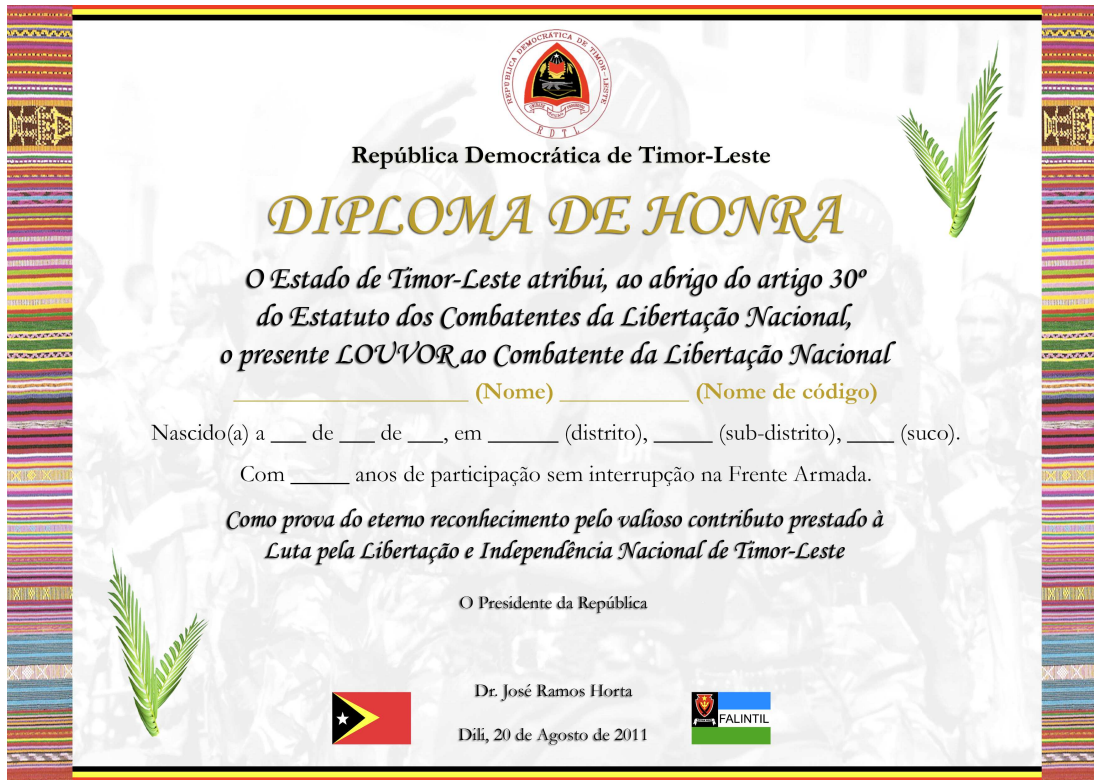 REPÚBLICA DEMOCRÁTICA DE TIMOR-LESTE
RDTL
República Democrática de Timor-Leste
DIPLOMA DE HONRA
O Estado de Timor-Leste atribui, ao abrigo do artigo 30º
do Estatuto dos Combatentes da Libertação Nacional,
o presente LOUVOR ao Combatente da Libertação Nacional
____________________ (Nome) ___________ (Nome de código)
Nascido(a) a ___ de ___ de ___, em ______ (distrito), _____ (sub-distrito), ____ (suco).
Com _____ anos de participação sem interrupção na Frente Armada.
Como prova do eterno reconhecimento pelo valioso contributo prestado à
Luta pela Libertação e Independência Nacional de Timor-Leste
O Presidente da República
Dr. José Ramos Horta
FALINTIL
Dili, 20 de Agosto de 2011